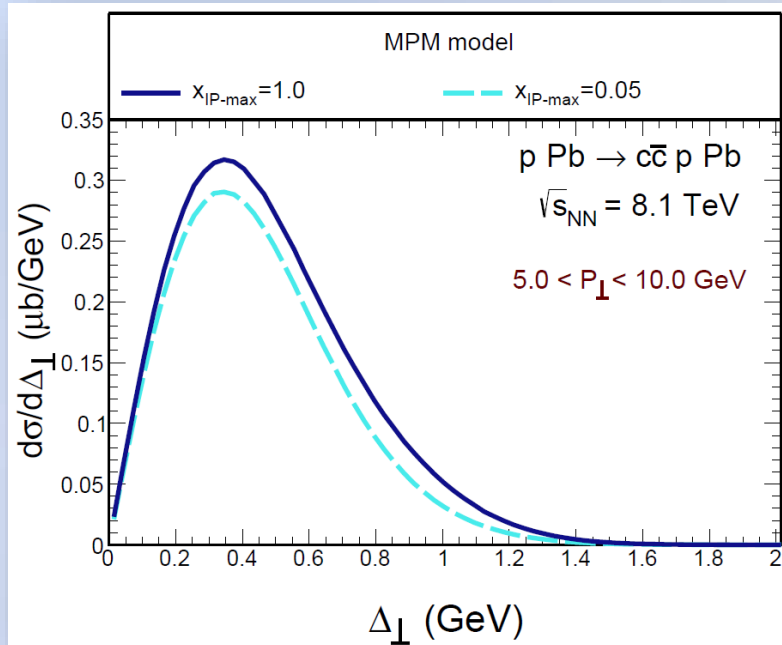 MPM model
x_IP-max=1.0 x_IP-max=0.05
p Pb → cc̄ p Pb
√s_NN = 8.1 TeV
5.0 < P_⊥ < 10.0 GeV
dσ/dΔ_⊥ (μb/GeV)
0.35
0.3
0.25
0.2
0.15
0.1
0.05
0
0 0.2 0.4 0.6 0.8 1 1.2 1.4 1.6 1.8 2
Δ_⊥ (GeV)